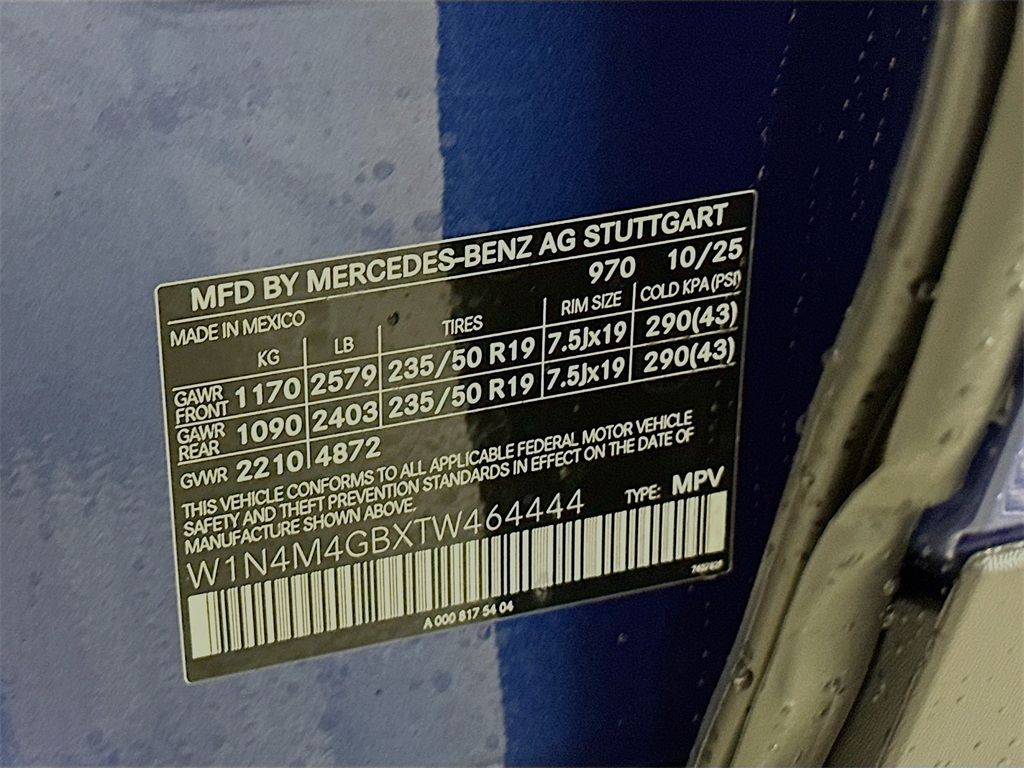 MFD BY MERCEDES-BENZ AG STUTTGART
970 10/25
MADE IN MEXICO
KG LB TIRES RIM SIZE COLD KPA (PSI)
GAWR FRONT 1170 2579 235/50 R19 7.5Jx19 290(43)
GAWR REAR 1090 2403 235/50 R19 7.5Jx19 290(43)
GVWR 2210 4872
THIS VEHICLE CONFORMS TO ALL APPLICABLE FEDERAL MOTOR VEHICLE
SAFETY AND THEFT PREVENTION STANDARDS IN EFFECT ON THE DATE OF
MANUFACTURE SHOWN ABOVE.
TYPE: MPV
W1N4M4GBXTW464444
A 000 817 54 04